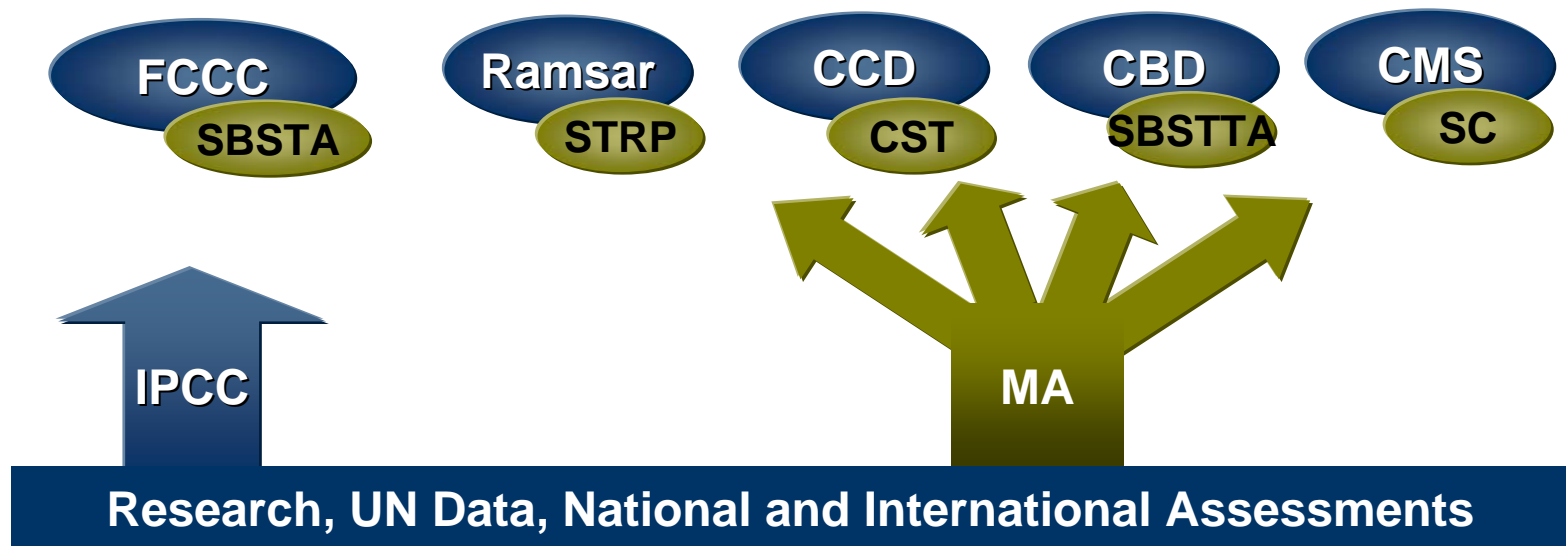 FCCC
SBSTA
Ramsar
STRP
CCD
CST
CBD
SBSTTA
CMS
SC
IPCC
MA
Research, UN Data, National and International Assessments